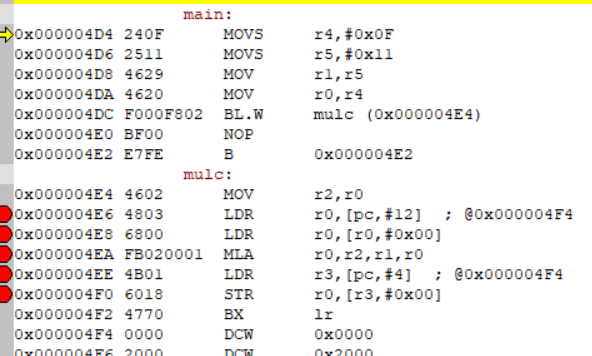 main:
0x000004D4 240F MOVS r4,#0x0F
0x000004D6 2511 MOVS r5,#0x11
0x000004D8 4629 MOV r1,r5
0x000004DA 4620 MOV r0,r4
0x000004DC F000F802 BL.W mulc (0x000004E4)
0x000004E0 BF00 NOP
0x000004E2 E7FE B 0x000004E2
mulc:
0x000004E4 4602 MOV r2,r0
0x000004E6 4803 LDR r0,[pc,#12] ; @0x000004F4
0x000004E8 6800 LDR r0,[r0,#0x00]
0x000004EA FB020001 MLA r0,r2,r1,r0
0x000004EE 4B01 LDR r3,[pc,#4] ; @0x000004F4
0x000004F0 6018 STR r0,[r3,#0x00]
0x000004F2 4770 BX lr
0x000004F4 0000 DCW 0x0000
0x000004F6 2000 DCW 0x2000